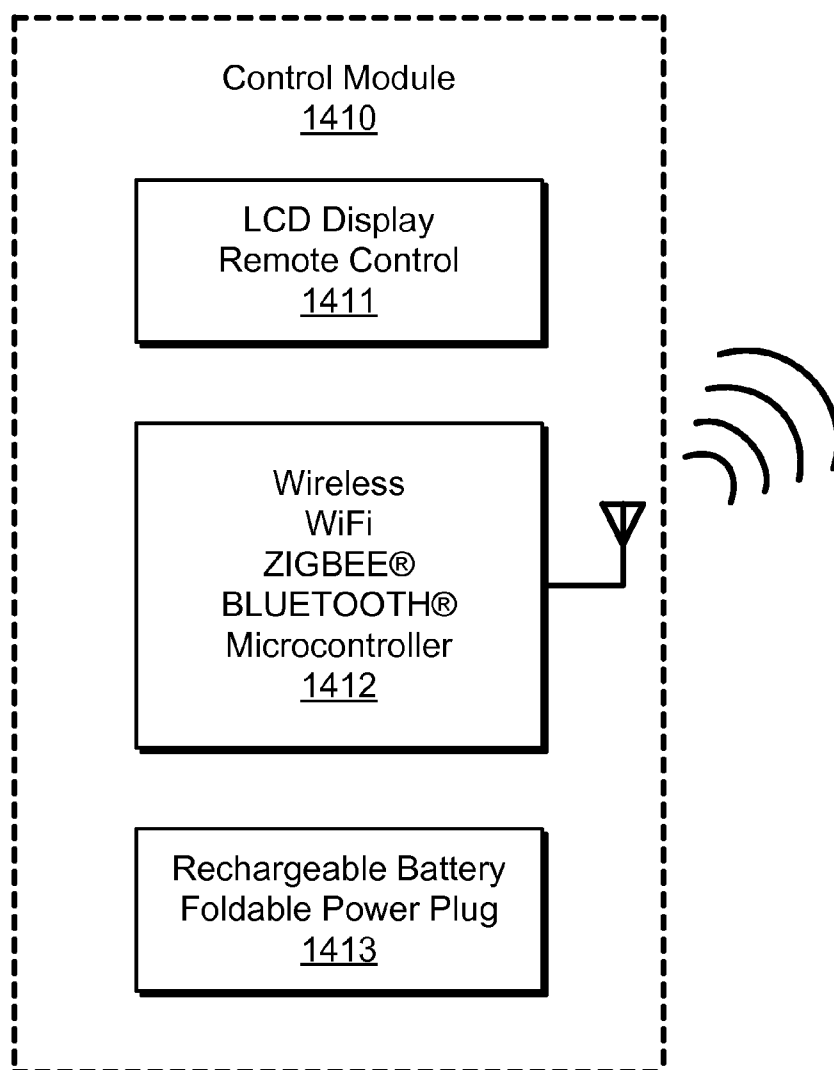 Control Module
1410
LCD Display
Remote Control
1411
Wireless
WiFi
ZIGBEE®
BLUETOOTH®
Microcontroller
1412
Rechargeable Battery
Foldable Power Plug
1413